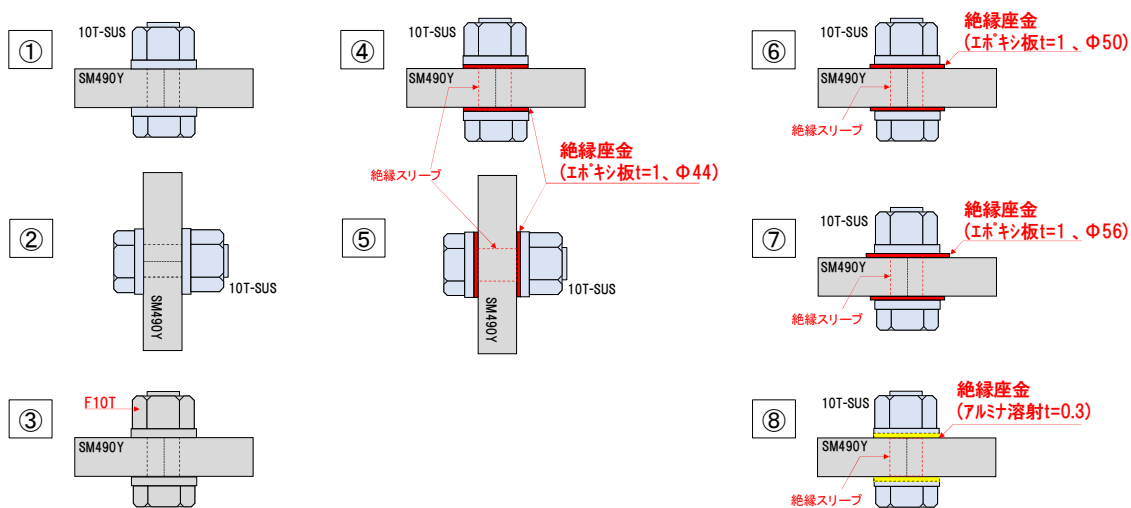 ①
10T-SUS
SM490Y
②
10T-SUS
SM490Y
③
F10T
SM490Y
④
10T-SUS
SM490Y
絶縁スリーブ
絶縁座金
(エポキシ板t=1、Φ44)
⑤
10T-SUS
SM490Y
⑥
10T-SUS
絶縁座金
(エポキシ板t=1、Φ50)
SM490Y
絶縁スリーブ
⑦
10T-SUS
絶縁座金
(エポキシ板t=1、Φ56)
SM490Y
絶縁スリーブ
⑧
10T-SUS
絶縁座金
(アルミナ溶射t=0.3)
SM490Y
絶縁スリーブ